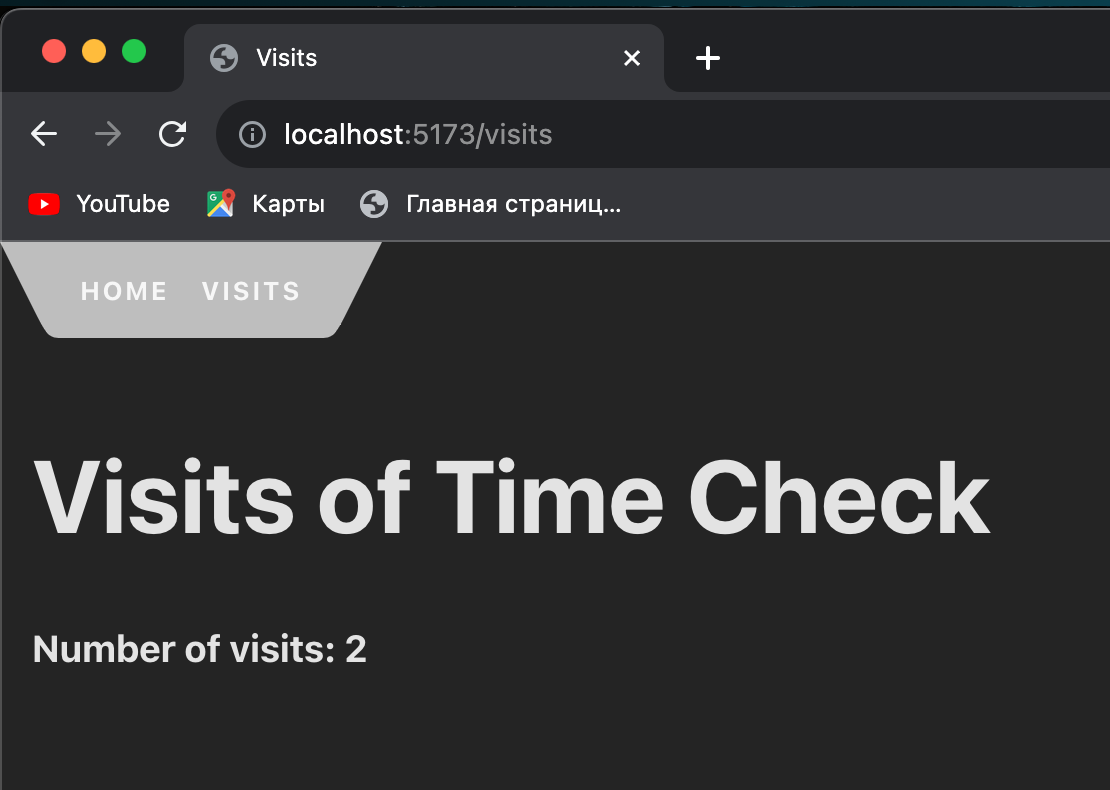 Visits
localhost:5173/visits
YouTube Карты Главная страниц...
HOME VISITS
Visits of Time Check
Number of visits: 2